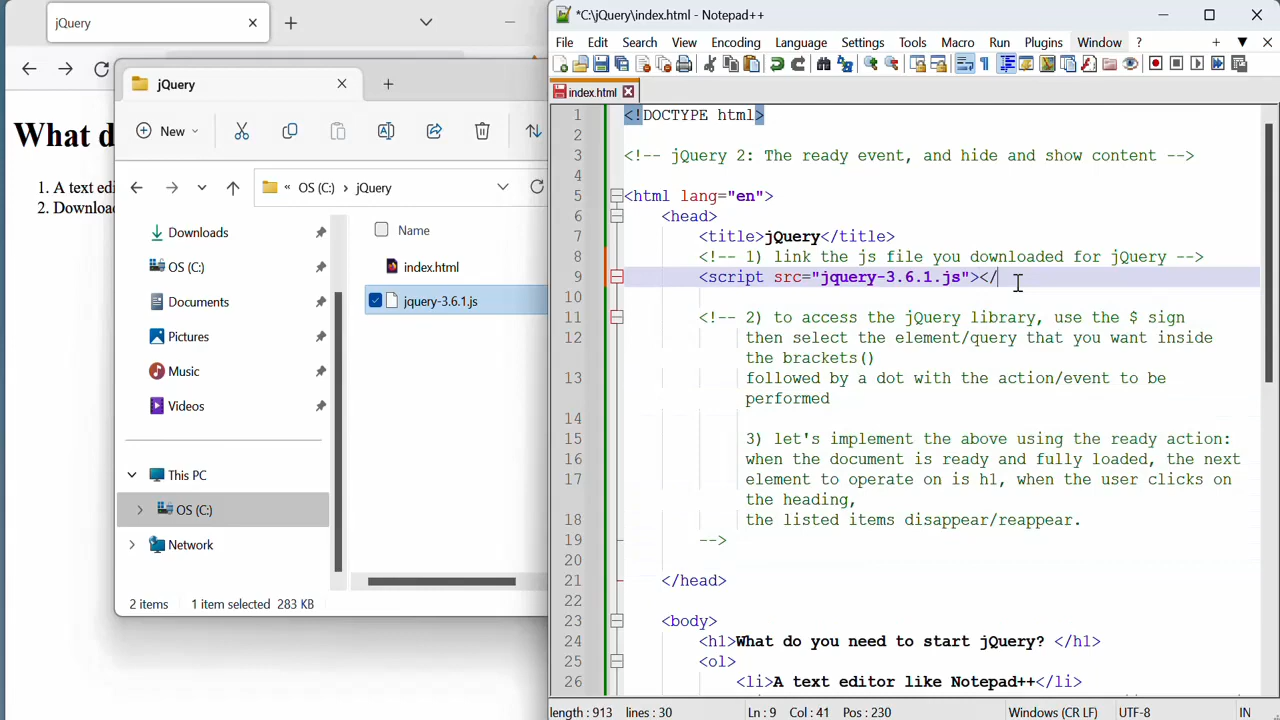 jQuery
What d
1. A text edi
2. Downloa
jQuery
New
« OS (C:) › jQuery
Downloads
OS (C:)
Documents
Pictures
Music
Videos
This PC
OS (C:)
Network
Name
index.html
jquery-3.6.1.js
2 items 1 item selected 283 KB
*C:\jQuery\index.html - Notepad++
File Edit Search View Encoding Language Settings Tools Macro Run Plugins Window ?
index.html
1 <!DOCTYPE html>
2
3 <!-- jQuery 2: The ready event, and hide and show content -->
4
5 <html lang="en">
6 <head>
7 <title>jQuery</title>
8 <!-- 1) link the js file you downloaded for jQuery -->
9 <script src="jquery-3.6.1.js"></
10
11 <!-- 2) to access the jQuery library, use the $ sign
12 then select the element/query that you want inside
the brackets()
13 followed by a dot with the action/event to be
performed
14
15 3) let's implement the above using the ready action:
16 when the document is ready and fully loaded, the next
17 element to operate on is h1, when the user clicks on
the heading,
18 the listed items disappear/reappear.
19 -->
20
21 </head>
22
23 <body>
24 <h1>What do you need to start jQuery? </h1>
25 <ol>
26 <li>A text editor like Notepad++</li>
length : 913 lines : 30 Ln : 9 Col : 41 Pos : 230 Windows (CR LF) UTF-8 IN